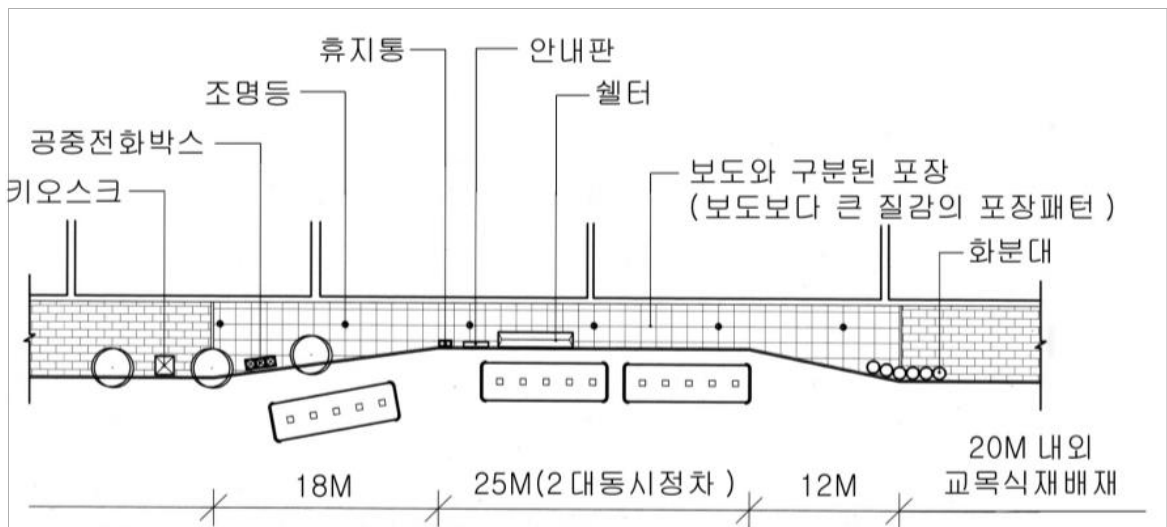 휴지통
안내판
조명등
쉘터
공중전화박스
키오스크
보도와 구분된 포장
(보도보다 큰 질감의 포장패턴 )
화분대
18M
25M(2대동시정차 )
12M
20M 내외
교목식재배재